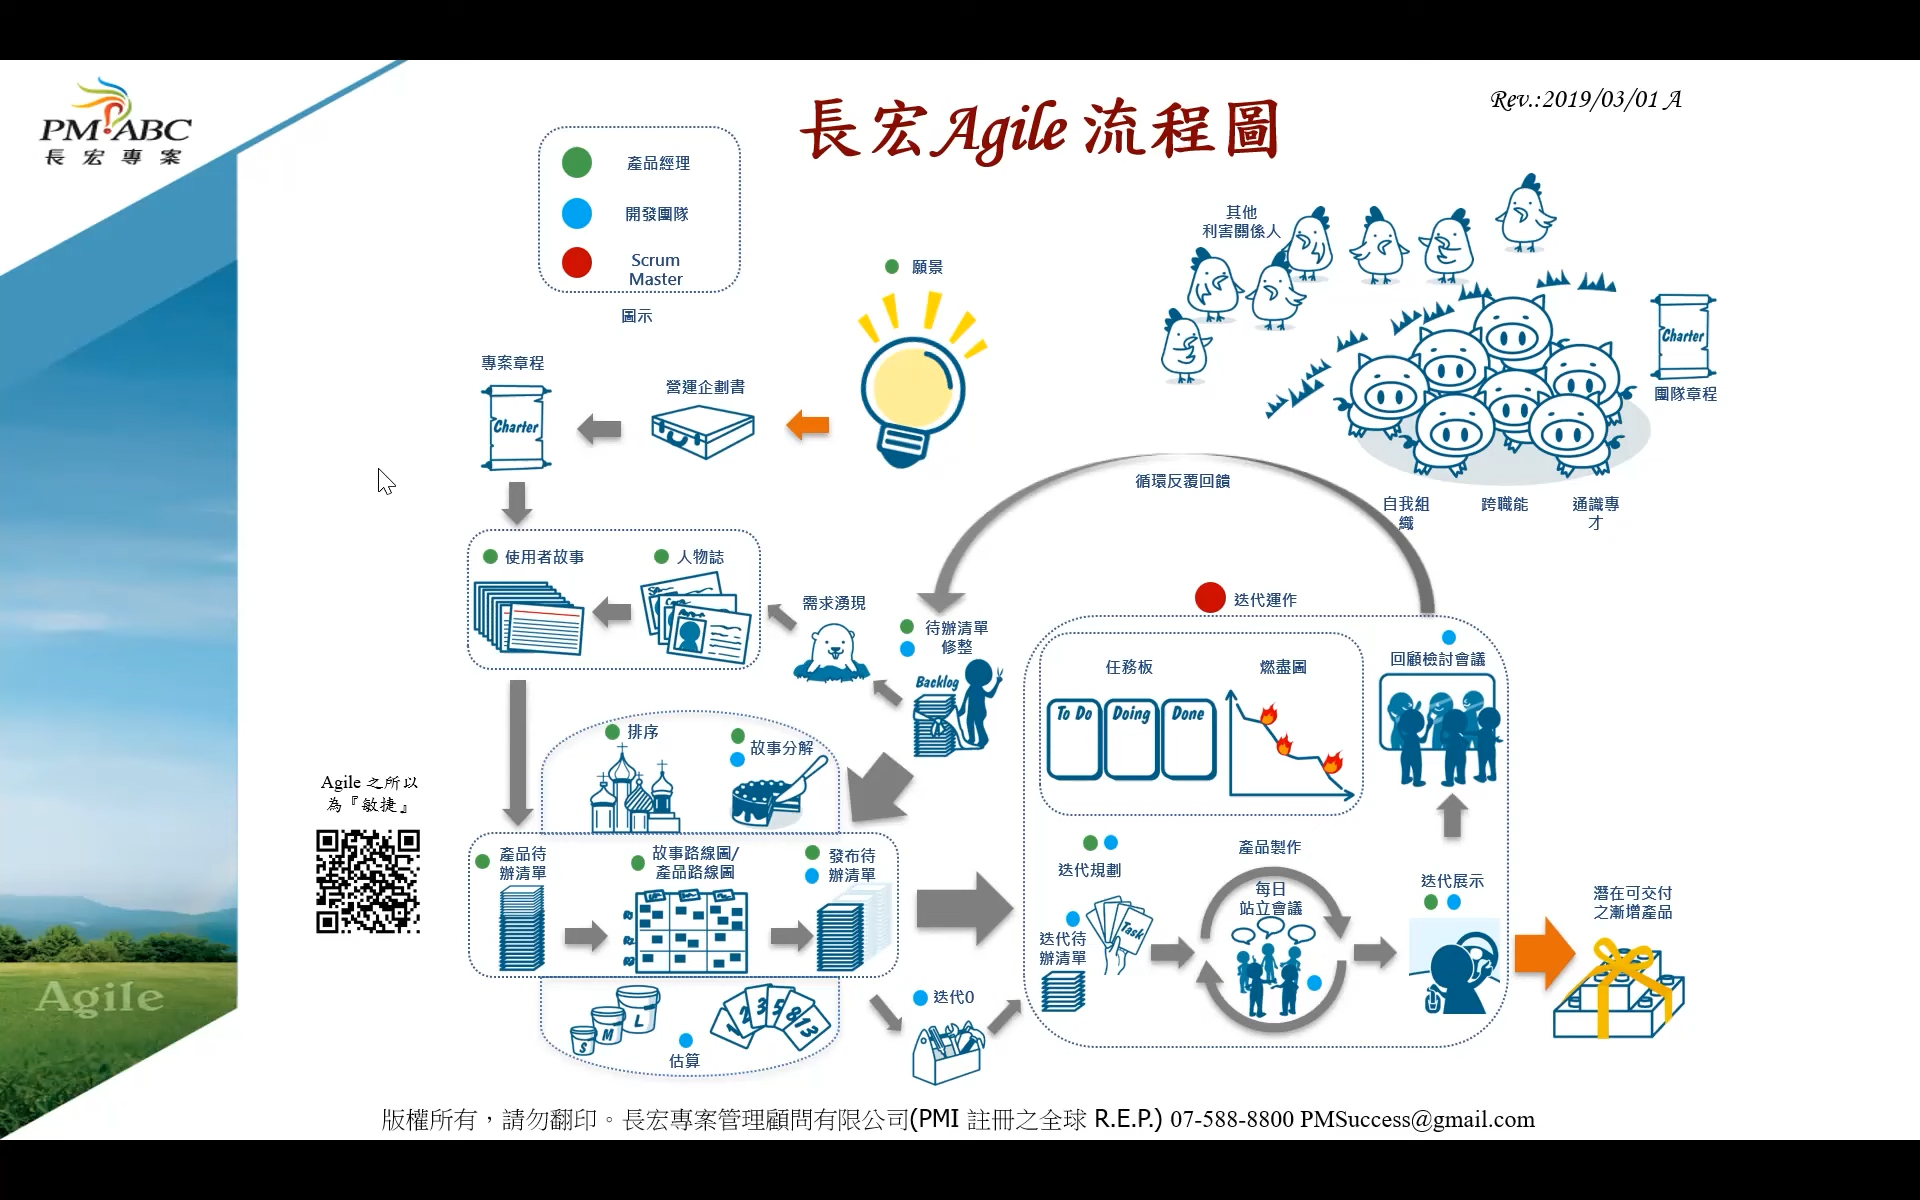 PM ABC
長宏專案
長宏Agile 流程圖
Rev.:2019/03/01 A
產品經理
開發團隊
Scrum
Master
圖示
願景
其他
利害關係人
Charter
團隊章程
自我組
織
跨職能
通識專
才
專案章程
Charter
營運企劃書
使用者故事
人物誌
需求湧現
循環反覆回饋
待辦清單
修整
Backlog
迭代運作
任務板
To Do
Doing
Done
燃盡圖
回顧檢討會議
排序
故事分解
Agile 之所以
為『敏捷』
產品待
辦清單
故事路線圖/
產品路線圖
發布待
辦清單
迭代規劃
迭代待
辦清單
Task
產品製作
每日
站立會議
迭代展示
潛在可交付
之漸增產品
S
M
L
1
2
3
5
8
13
估算
迭代0
Agile
版權所有，請勿翻印。長宏專案管理顧問有限公司(PMI 註冊之全球 R.E.P.) 07-588-8800 PMSuccess@gmail.com